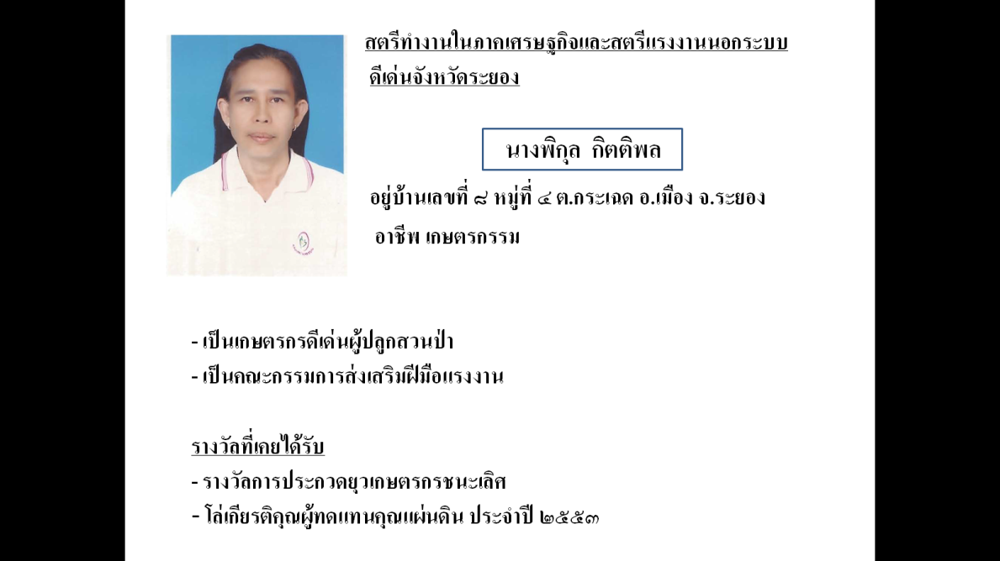 สตรีทำงานในภาคเศรษฐกิจและสตรีแรงงานนอกระบบ
ดีเด่นจังหวัดระยอง
นางพิกุล กิตติพล
อยู่บ้านเลขที่ ๘ หมู่ที่ ๔ ต.กระเฉด อ.เมือง จ.ระยอง
อาชีพ เกษตรกรรม
- เป็นเกษตรกรดีเด่นผู้ปลูกสวนป่า
- เป็นคณะกรรมการส่งเสริมฝีมือแรงงาน
รางวัลที่เคยได้รับ
- รางวัลการประกวดยุวเกษตรกรชนะเลิศ
- โล่เกียรติคุณผู้ทดแทนคุณแผ่นดิน ประจำปี ๒๕๕๓